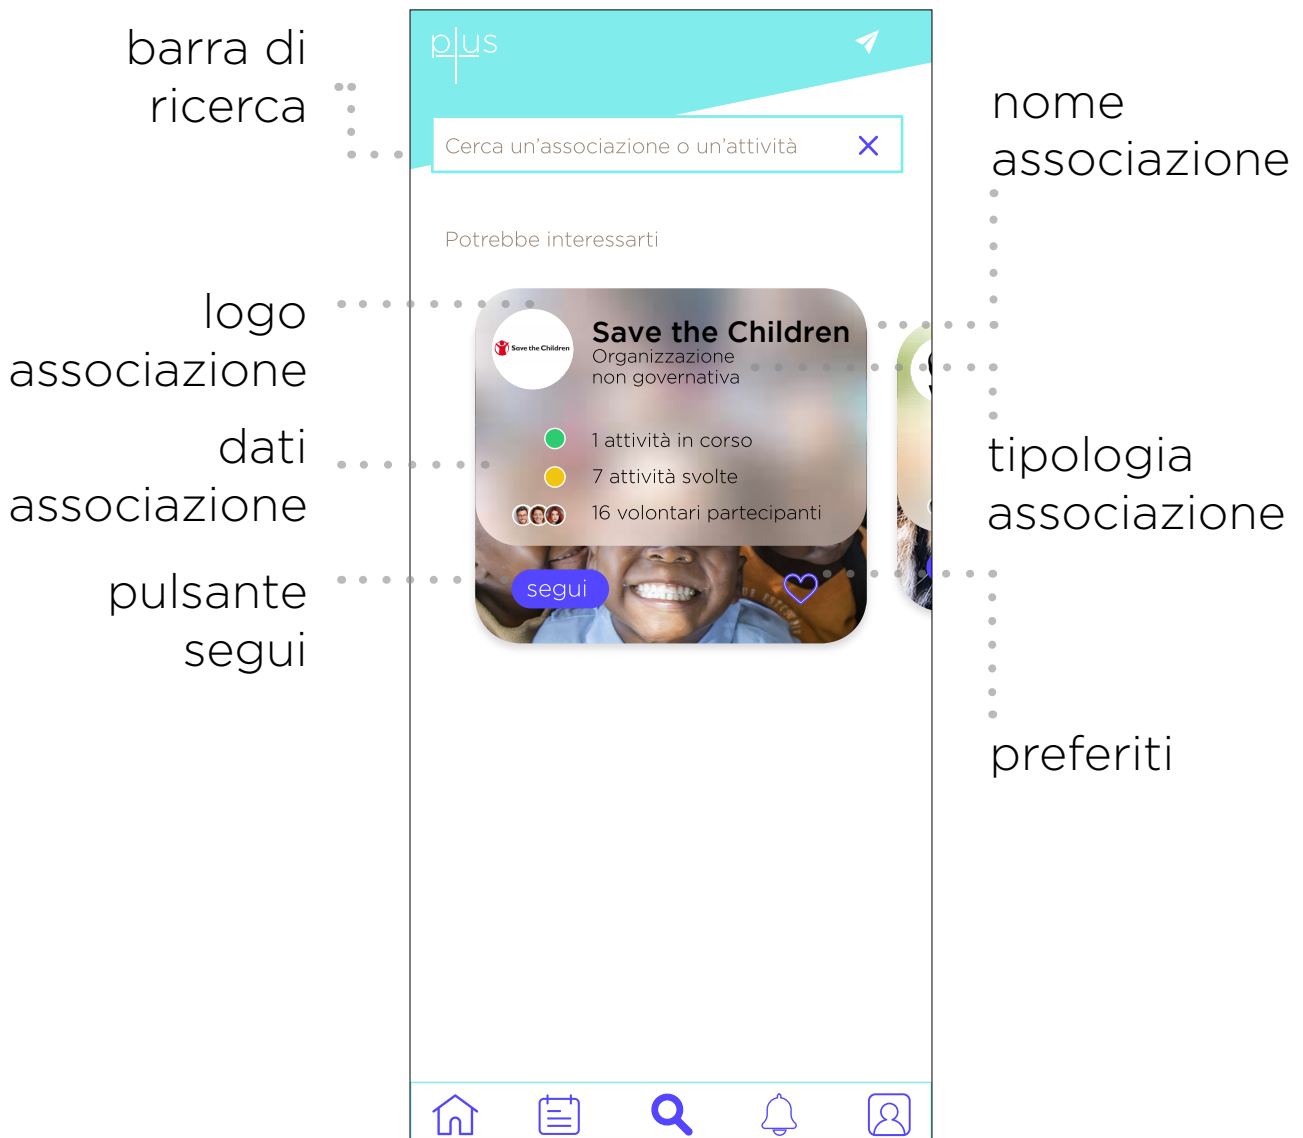 barra di
ricerca
plus
nome
associazione
Cerca un'associazione o un'attività
Potrebbe interessarti
logo
associazione
Save the Children
Save the Children
Organizzazione
non governativa
dati
associazione
1 attività in corso
7 attività svolte
16 volontari partecipanti
tipologia
associazione
pulsante
segui
segui
preferiti